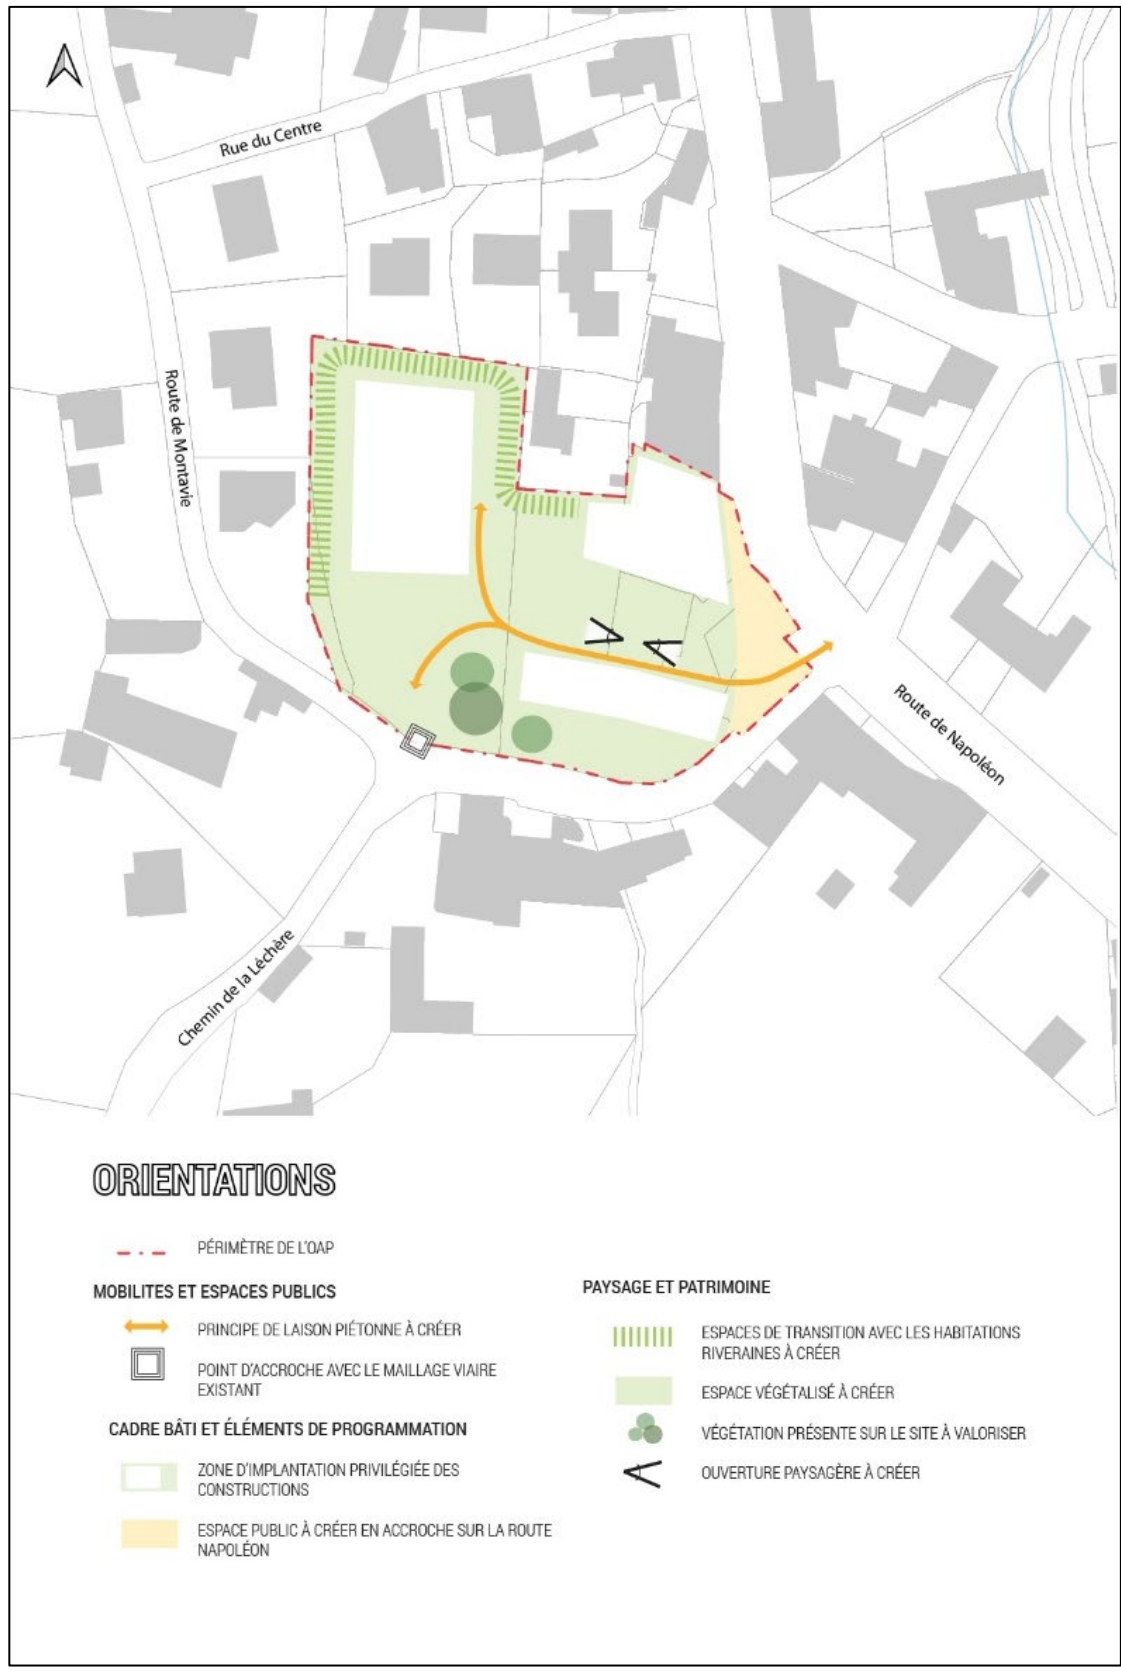 Rue du Centre
Route de Montavie
Route de Napoléon
Chemin de la Léchère
ORIENTATIONS
PÉRIMÈTRE DE L'OAP
MOBILITES ET ESPACES PUBLICS
PRINCIPE DE LAISON PIÉTONNE À CRÉER
POINT D'ACCROCHE AVEC LE MAILLAGE VIAIRE
EXISTANT
CADRE BÂTI ET ÉLÉMENTS DE PROGRAMMATION
ZONE D'IMPLANTATION PRIVILÉGIÉE DES
CONSTRUCTIONS
ESPACE PUBLIC À CRÉER EN ACCROCHE SUR LA ROUTE
NAPOLÉON
PAYSAGE ET PATRIMOINE
ESPACES DE TRANSITION AVEC LES HABITATIONS
RIVERAINES À CRÉER
ESPACE VÉGÉTALISÉ À CRÉER
VÉGÉTATION PRÉSENTE SUR LE SITE À VALORISER
OUVERTURE PAYSAGÈRE À CRÉER